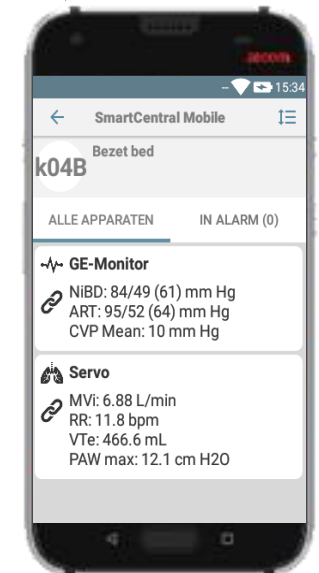 ascom
15:34
SmartCentral Mobile
k04B
Bezet bed
ALLE APPARATEN
IN ALARM (0)
GE-Monitor
NiBD: 84/49 (61) mm Hg
ART: 95/52 (64) mm Hg
CVP Mean: 10 mm Hg
Servo
MVi: 6.88 L/min
RR: 11.8 bpm
VTe: 466.6 mL
PAW max: 12.1 cm H2O